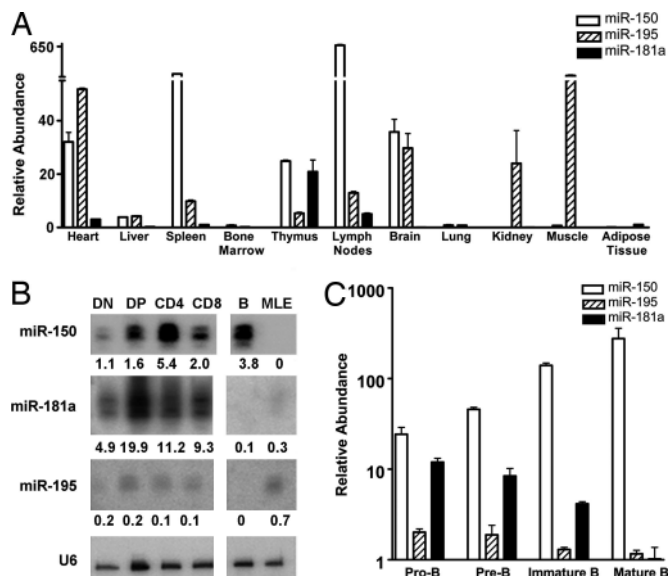 A
miR-150
miR-195
miR-181a
Relative Abundance
650
40
20
0
Heart Liver Spleen Bone Marrow Thymus Lymph Nodes Brain Lung Kidney Muscle Adipose Tissue
B
DN DP CD4 CD8 B MLE
miR-150
1.1 1.6 5.4 2.0 3.8 0
miR-181a
4.9 19.9 11.2 9.3 0.1 0.3
miR-195
0.2 0.2 0.1 0.1 0 0.7
U6
C
miR-150
miR-195
miR-181a
Relative Abundance
1000
100
10
1
Pro-B Pre-B Immature B Mature B